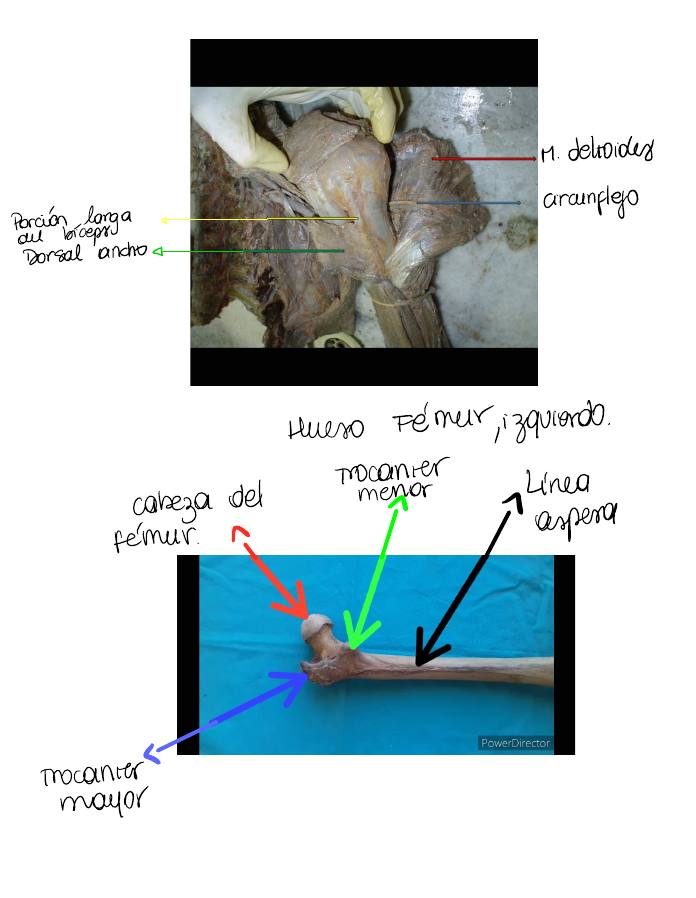 M. deltoides
circunflejo
Porción larga
del bíceps
Dorsal ancho
Hueso Fémur, izquierdo.
Trocanter
menor
Línea
aspera
cabeza del
fémur.
PowerDirector
Trocanter
mayor